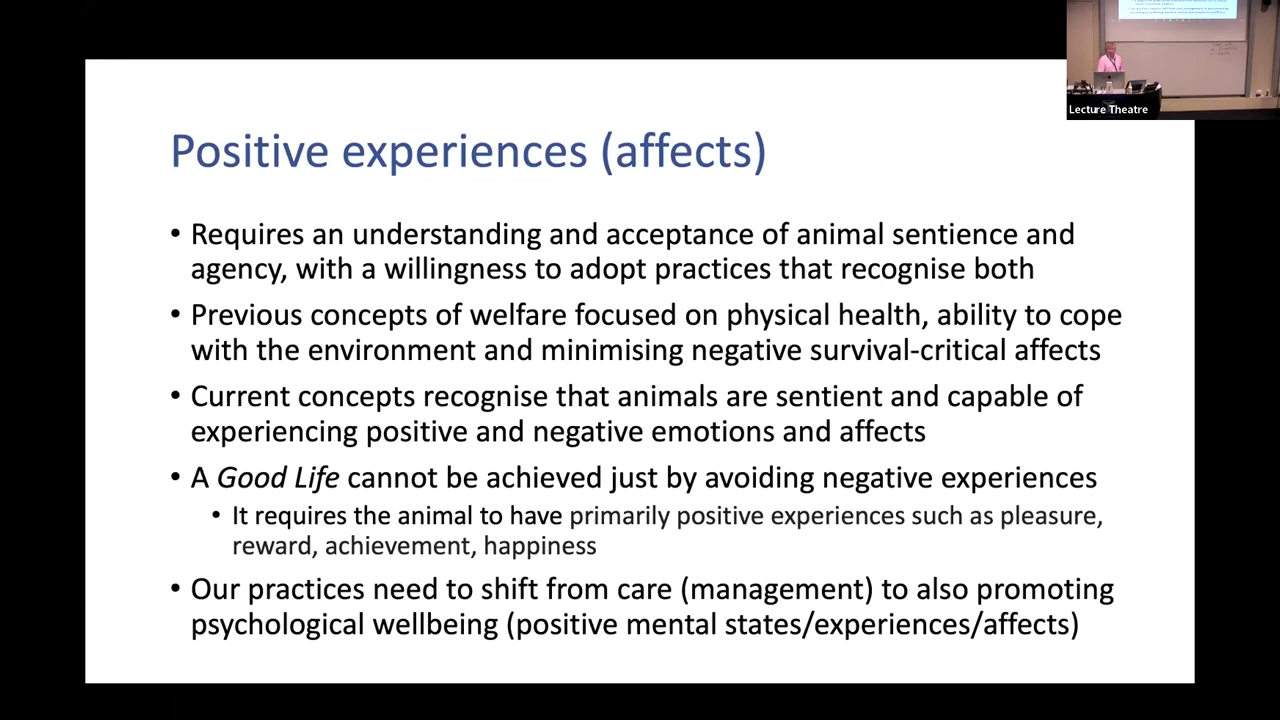 Lecture Theatre
Positive experiences (affects)
• Requires an understanding and acceptance of animal sentience and
agency, with a willingness to adopt practices that recognise both
• Previous concepts of welfare focused on physical health, ability to cope
with the environment and minimising negative survival-critical affects
• Current concepts recognise that animals are sentient and capable of
experiencing positive and negative emotions and affects
• A Good Life cannot be achieved just by avoiding negative experiences
• It requires the animal to have primarily positive experiences such as pleasure,
reward, achievement, happiness
• Our practices need to shift from care (management) to also promoting
psychological wellbeing (positive mental states/experiences/affects)